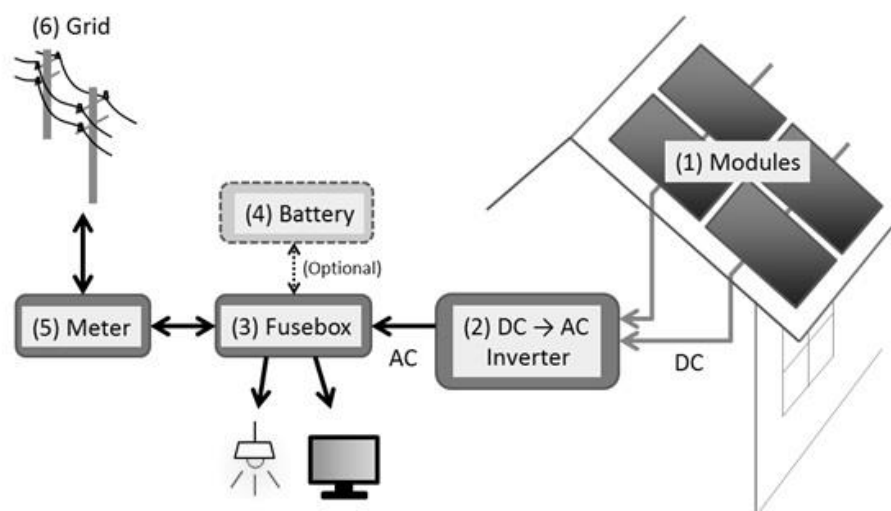 (6) Grid
(1) Modules
(4) Battery
(Optional)
(5) Meter
(3) Fusebox
(2) DC → AC
Inverter
AC
DC